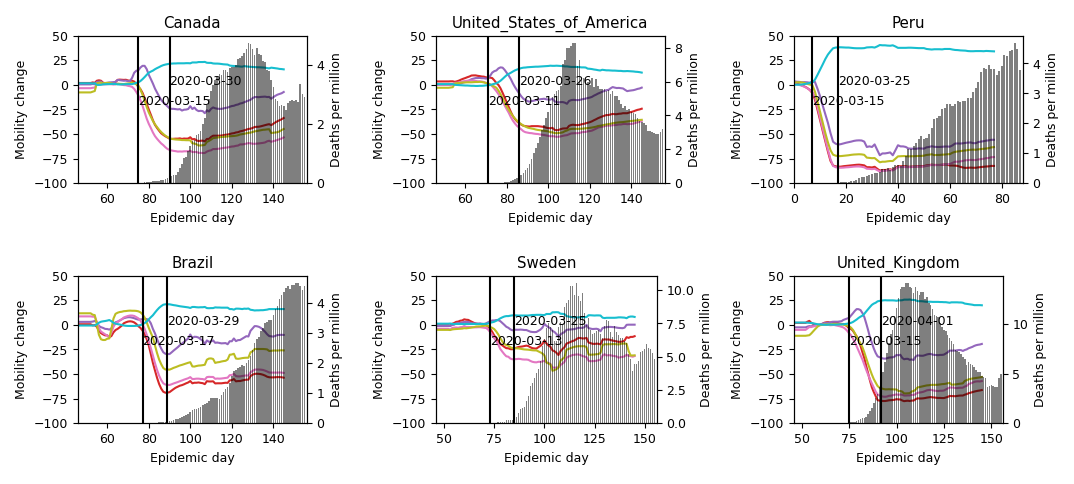 Canada
50
25
0
−25
−50
−75
−100
Mobility change
2020-03-30
2020-03-15
4
2
0
Deaths per million
60 80 100 120 140
Epidemic day
United_States_of_America
50
25
0
−25
−50
−75
−100
Mobility change
2020-03-26
2020-03-11
8
6
4
2
0
Deaths per million
60 80 100 120 140
Epidemic day
Peru
50
25
0
−25
−50
−75
−100
Mobility change
2020-03-25
2020-03-15
4
3
2
1
0
Deaths per million
0 20 40 60 80
Epidemic day
Brazil
50
25
0
−25
−50
−75
−100
Mobility change
2020-03-29
2020-03-17
4
3
2
1
0
Deaths per million
60 80 100 120 140
Epidemic day
Sweden
50
25
0
−25
−50
−75
−100
Mobility change
2020-03-25
2020-03-13
10.0
7.5
5.0
2.5
0.0
Deaths per million
50 75 100 125 150
Epidemic day
United_Kingdom
50
25
0
−25
−50
−75
−100
Mobility change
2020-04-01
2020-03-15
10
5
0
Deaths per million
50 75 100 125 150
Epidemic day